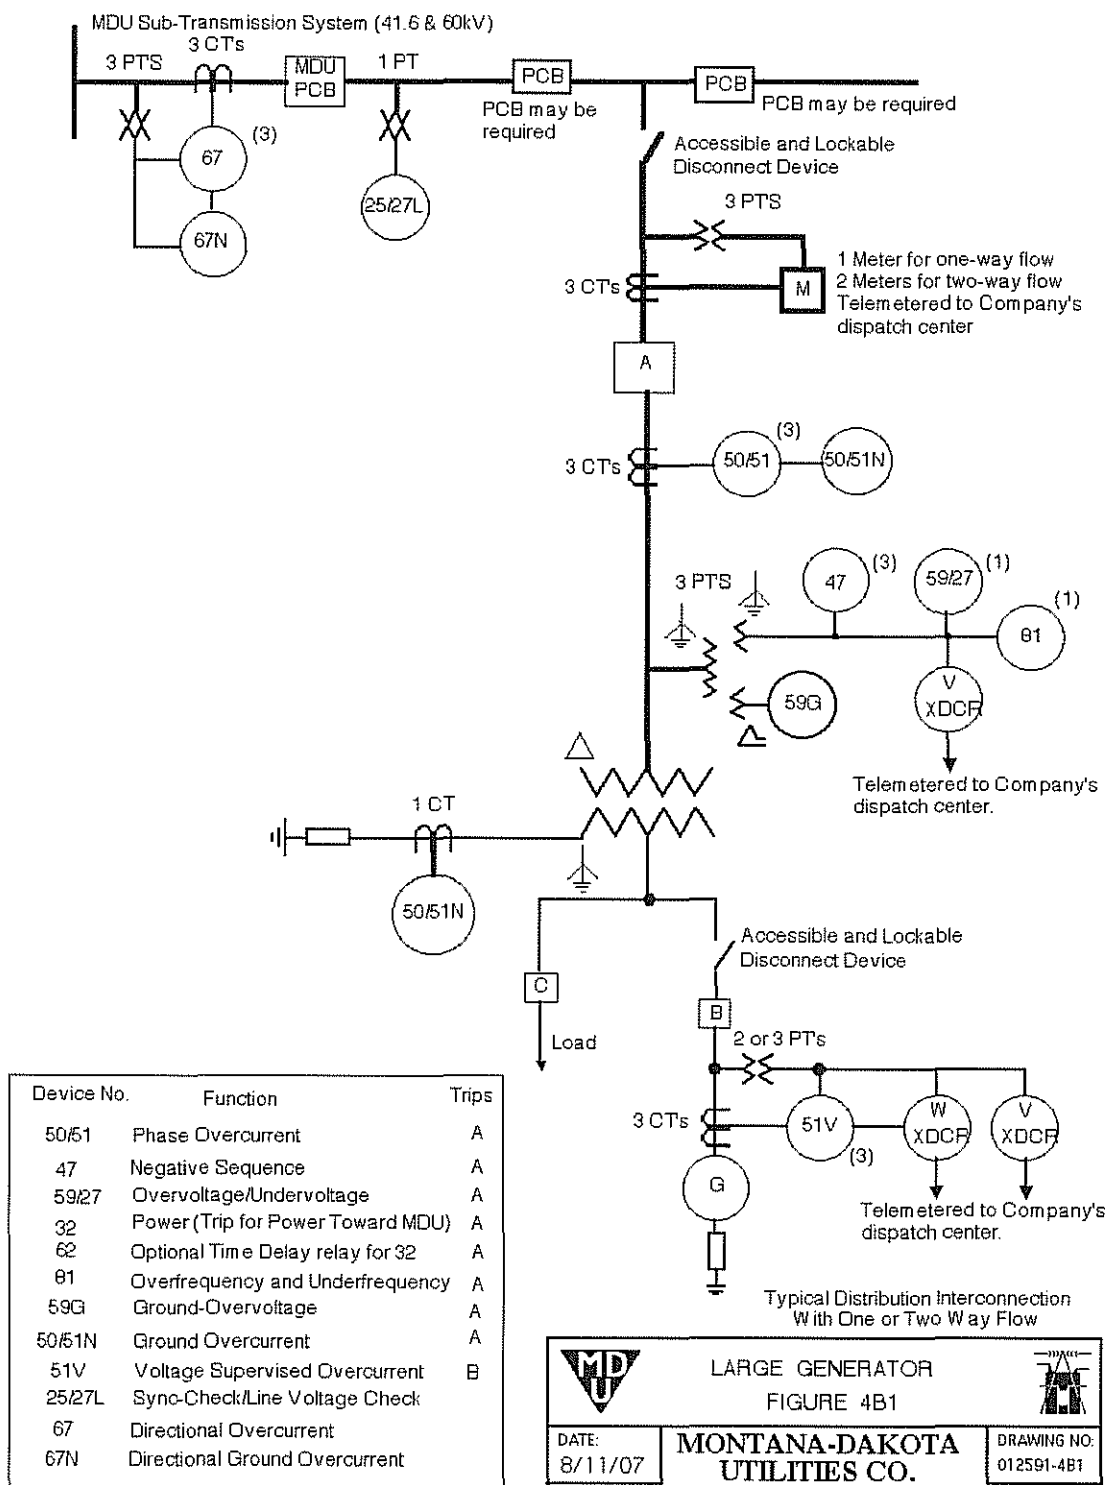 MDU Sub-Transmission System (41.6 & 60kV)
3 PTS
3 CT's
MDU
PCB
1 PT
PCB
PCB may be
required
PCB
PCB may be required
67
(3)
67N
25/27L
Accessible and Lockable
Disconnect Device
3 PTS
3 CT's
M
1 Meter for one-way flow
2 Meters for two-way flow
Telemetered to Company's
dispatch center
A
3 CT's
50/51
(3)
50/51N
3 PTS
47
(3)
59/27
(1)
81
(1)
59G
V
XDCR
Telemetered to Company's
dispatch center.
1 CT
50/51N
Accessible and Lockable
Disconnect Device
C
Load
B
2 or 3 PT's
3 CT's
51V
(3)
W
XDCR
V
XDCR
G
Telemetered to Company's
dispatch center.
Typical Distribution Interconnection
With One or Two Way Flow
Device No. Function Trips
50/51 Phase Overcurrent A
47 Negative Sequence A
59/27 Overvoltage/Undervoltage A
32 Power (Trip for Power Toward MDU) A
62 Optional Time Delay relay for 32 A
81 Overfrequency and Underfrequency A
59G Ground-Overvoltage A
50/51N Ground Overcurrent A
51V Voltage Supervised Overcurrent B
25/27L Sync-Check/Line Voltage Check
67 Directional Overcurrent
67N Directional Ground Overcurrent
MDU
LARGE GENERATOR
FIGURE 4B1
DATE:
8/11/07
MONTANA-DAKOTA
UTILITIES CO.
DRAWING NO:
012591-4B1